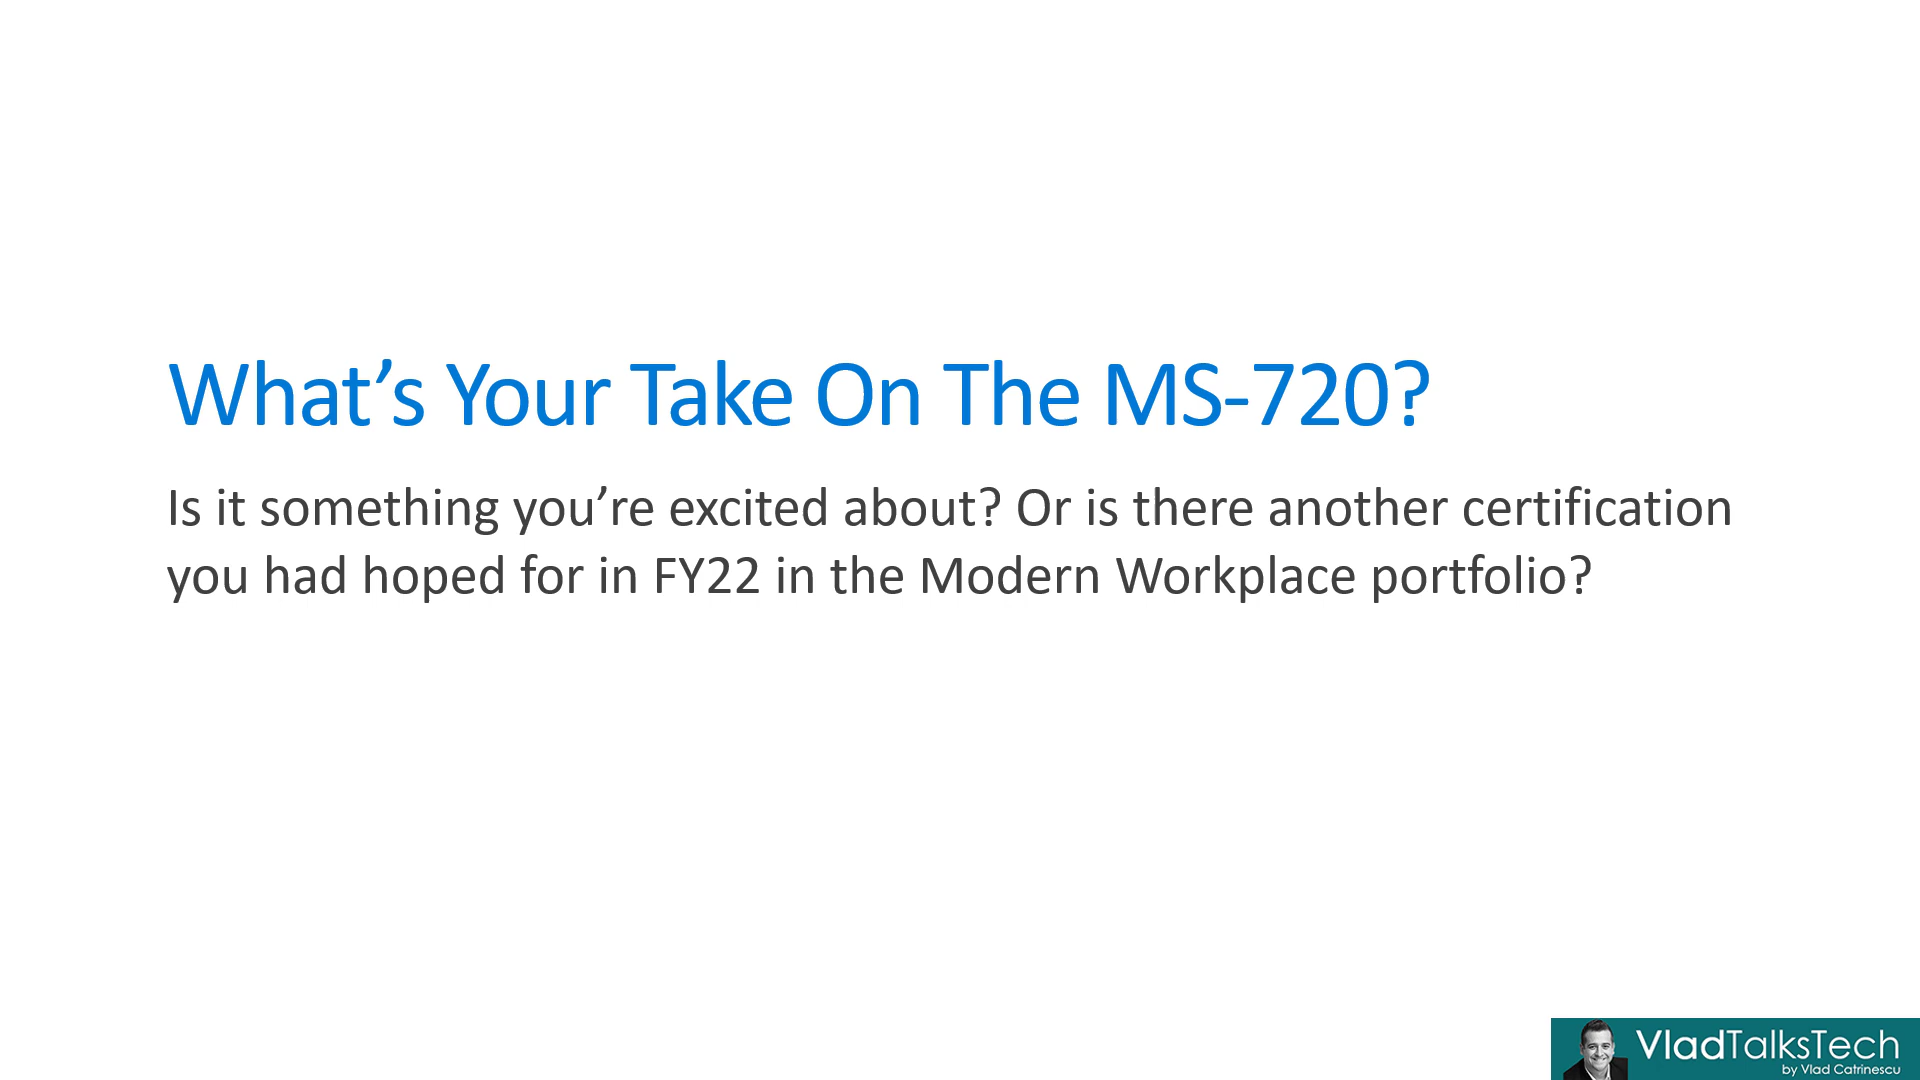 What’s Your Take On The MS-720?
Is it something you’re excited about? Or is there another certification
you had hoped for in FY22 in the Modern Workplace portfolio?
VladTalksTech
by Vlad Catrinescu